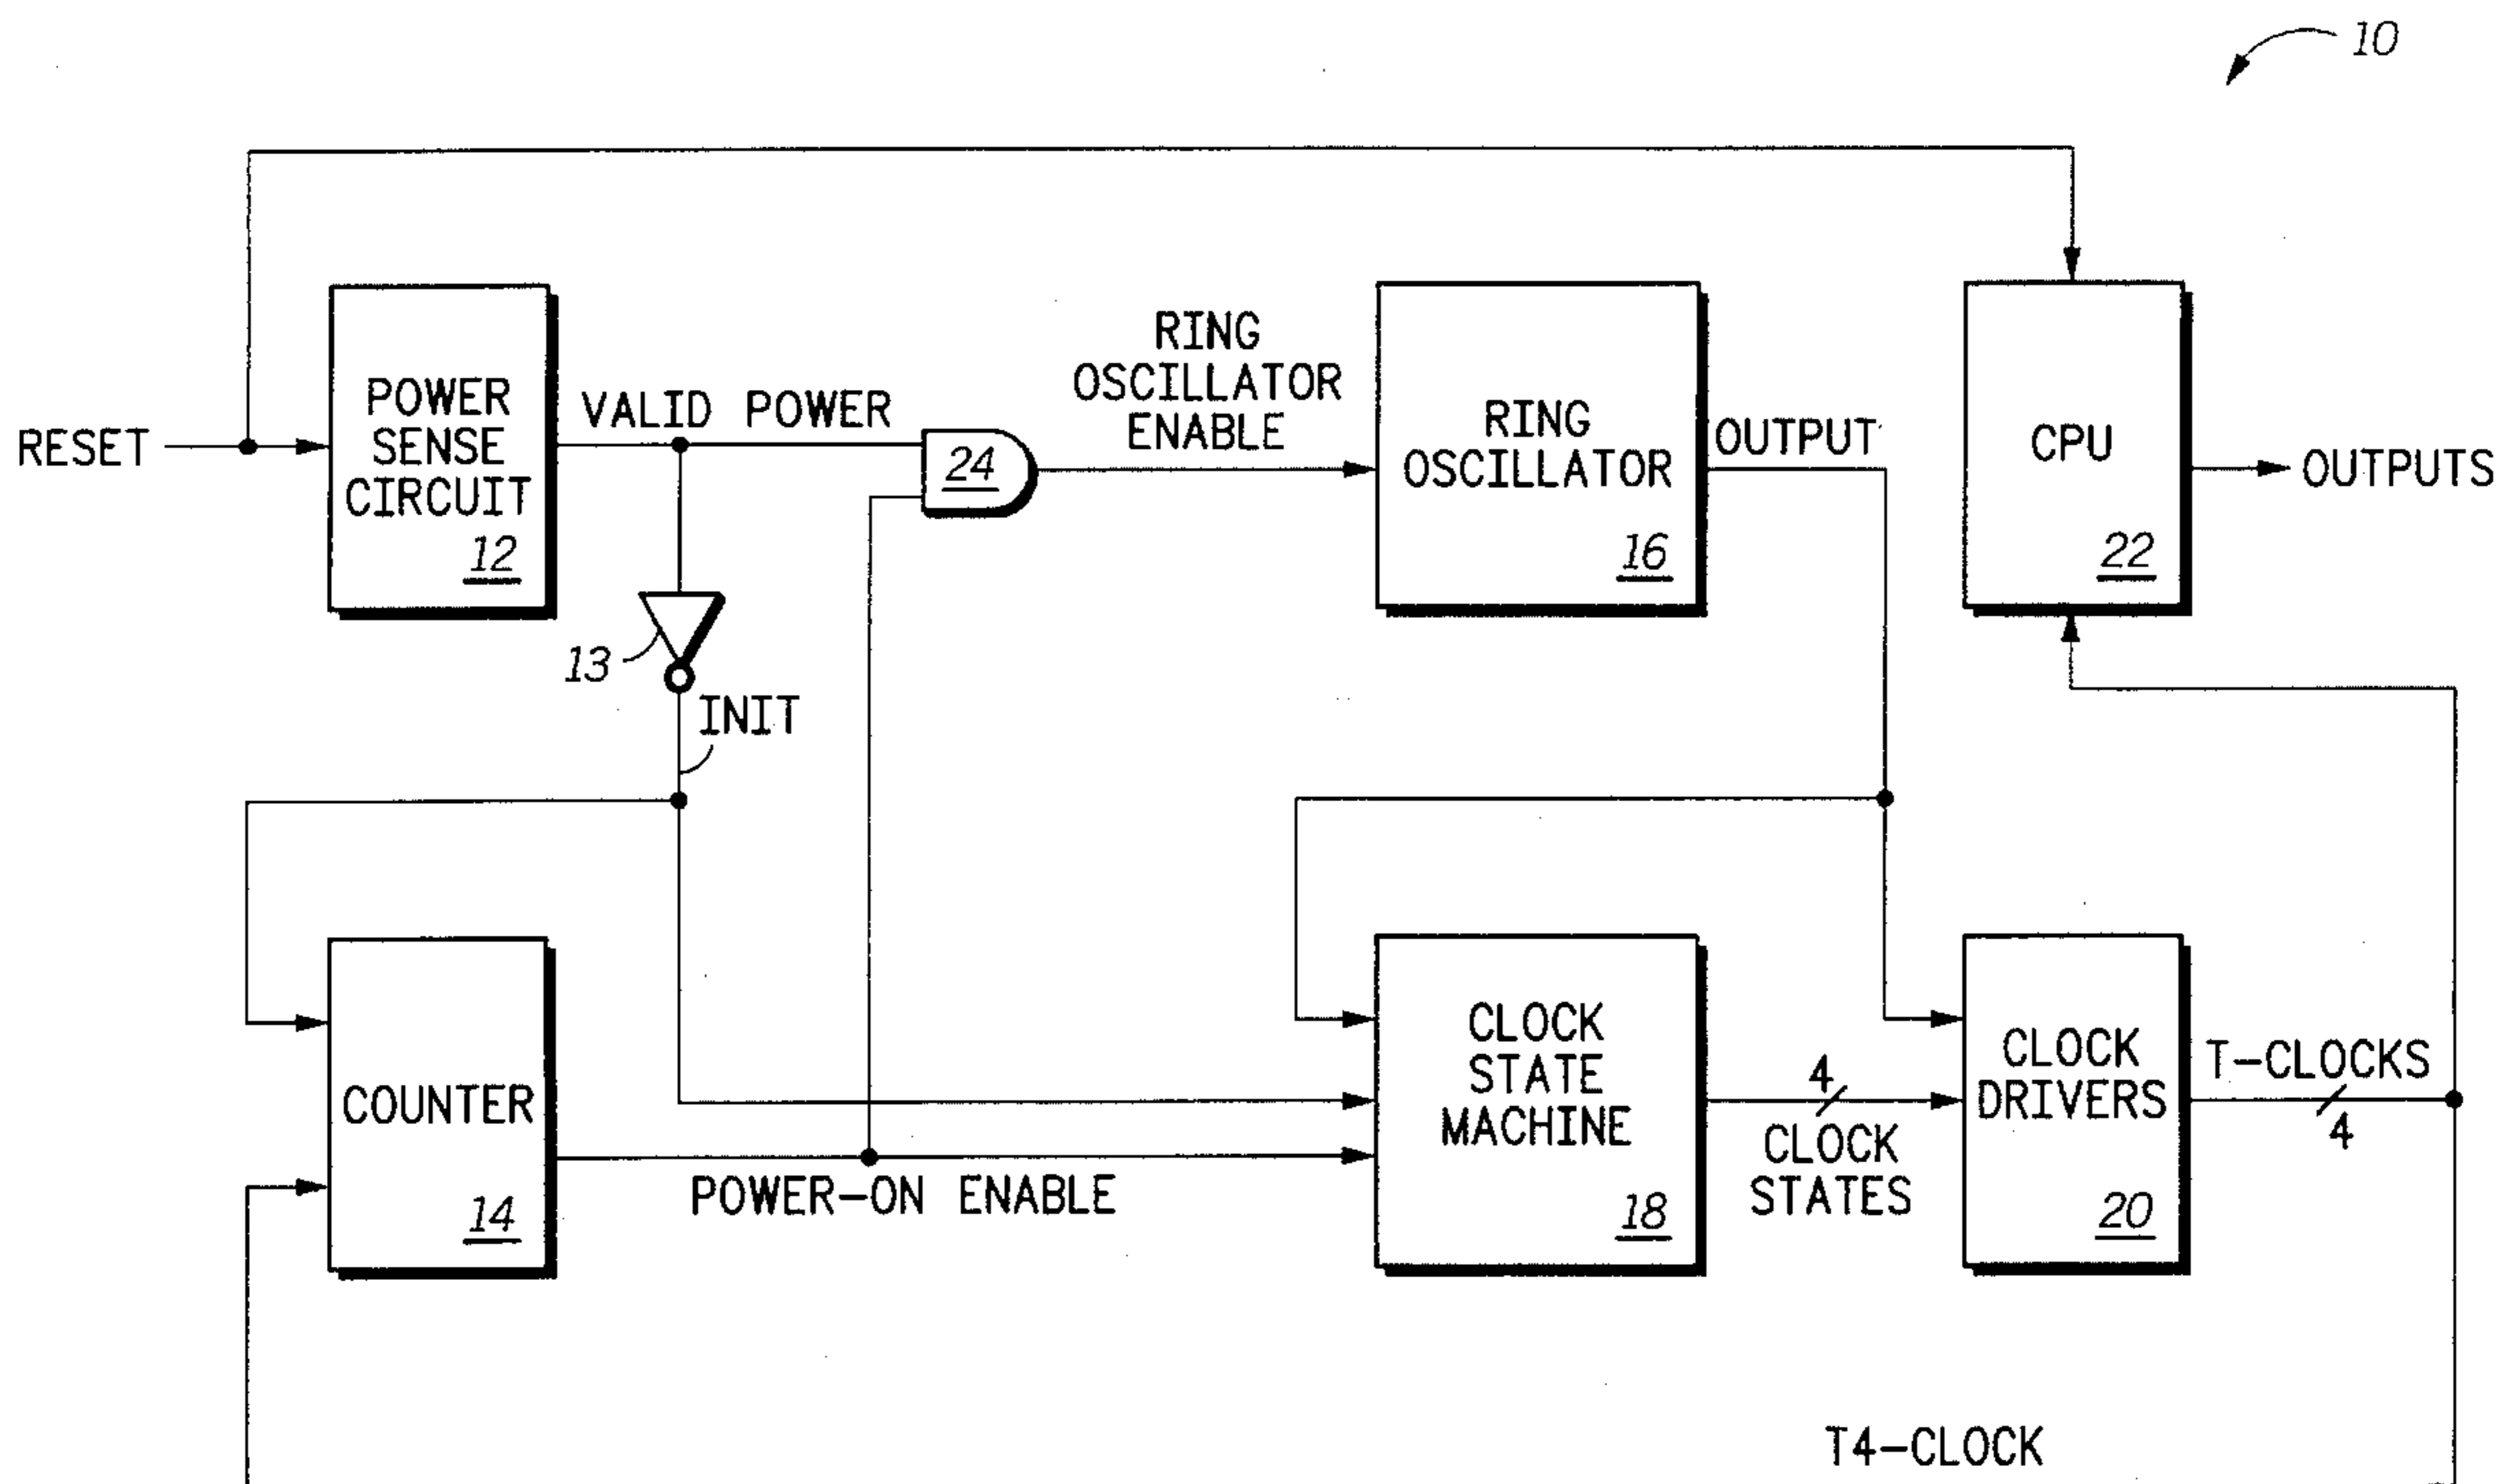 10
RESET
POWER
SENSE
CIRCUIT
12
VALID POWER
24
RING
OSCILLATOR
ENABLE
RING
OSCILLATOR
16
OUTPUT
CPU
22
OUTPUTS
13
INIT
COUNTER
14
POWER-ON ENABLE
CLOCK
STATE
MACHINE
18
4
CLOCK
STATES
CLOCK
DRIVERS
20
T-CLOCKS
4
T4-CLOCK